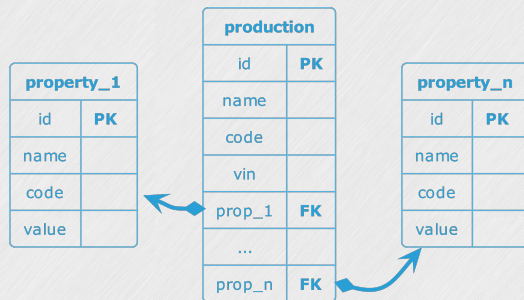 property_1
id PK
name
code
value
production
id PK
name
code
vin
prop_1 FK
...
prop_n FK
property_n
id PK
name
code
value